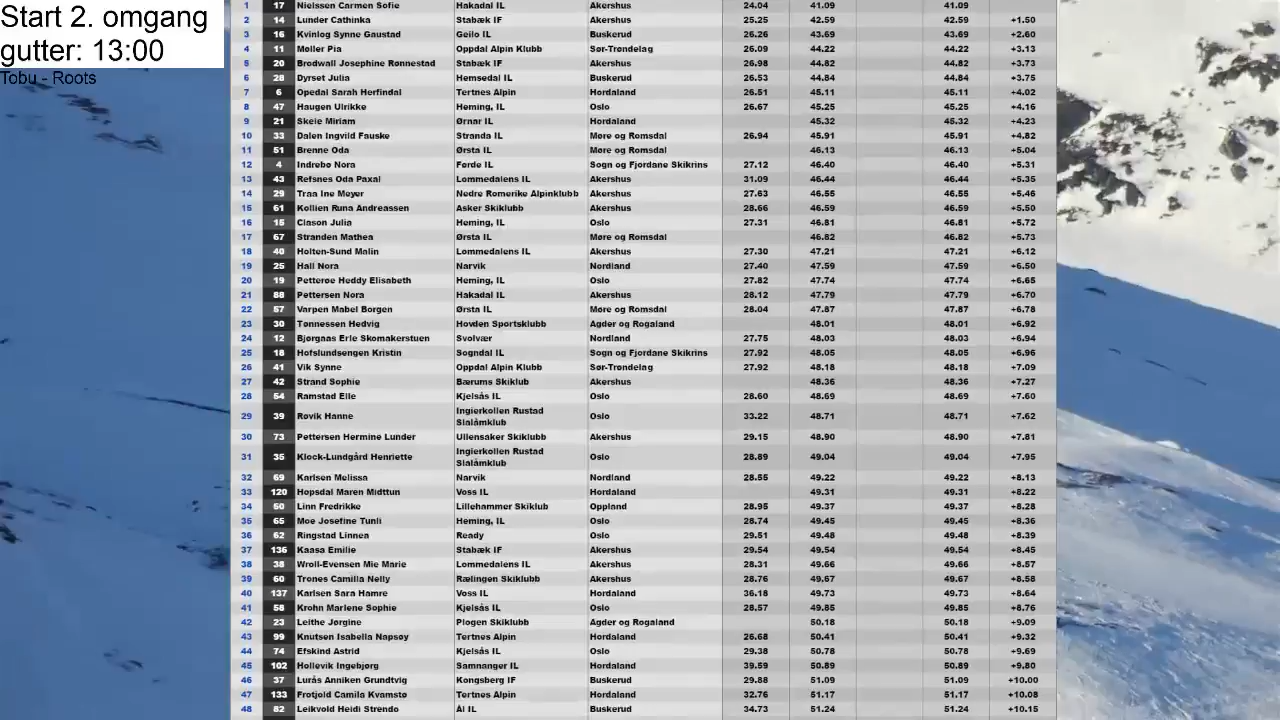 Start 2. omgang
gutter: 13:00
Tobu - Roots
1 17 Nielssen Carmen Sofie Hakadal IL Akershus 24.04 41.09 41.09
2 14 Lunder Cathinka Stabæk IF Akershus 25.25 42.59 42.59 +1.50
3 16 Kvinlog Synne Gaustad Geilo IL Buskerud 26.26 43.69 43.69 +2.60
4 11 Møller Pia Oppdal Alpin Klubb Sør-Trøndelag 26.09 44.22 44.22 +3.13
5 20 Brodwall Josephine Rønnestad Stabæk IF Akershus 26.98 44.82 44.82 +3.73
6 28 Dyrset Julia Hemsedal IL Buskerud 26.53 44.84 44.84 +3.75
7 6 Opedal Sarah Herfindal Tertnes Alpin Hordaland 26.51 45.11 45.11 +4.02
8 47 Haugen Ulrikke Heming, IL Oslo 26.67 45.25 45.25 +4.16
9 21 Skeie Miriam Ørnar IL Hordaland 45.32 45.32 +4.23
10 33 Dalen Ingvild Fauske Stranda IL Møre og Romsdal 26.94 45.91 45.91 +4.82
11 51 Brenne Oda Ørsta IL Møre og Romsdal 46.13 46.13 +5.04
12 4 Indrebø Nora Førde IL Sogn og Fjordane Skikrins 27.12 46.40 46.40 +5.31
13 43 Refsnes Oda Paxal Lommedalens IL Akershus 31.09 46.44 46.44 +5.35
14 29 Traa Ine Meyer Nedre Romerike Alpinklubb Akershus 27.63 46.55 46.55 +5.46
15 61 Kollien Runa Andreassen Asker Skiklubb Akershus 28.66 46.59 46.59 +5.50
16 15 Clason Julia Heming, IL Oslo 27.31 46.81 46.81 +5.72
17 67 Stranden Mathea Ørsta IL Møre og Romsdal 46.82 46.82 +5.73
18 40 Holten-Sund Malin Lommedalens IL Akershus 27.30 47.21 47.21 +6.12
19 25 Hall Nora Narvik Nordland 27.40 47.59 47.59 +6.50
20 19 Petterøe Heddy Elisabeth Heming, IL Oslo 27.82 47.74 47.74 +6.65
21 88 Pettersen Nora Hakadal IL Akershus 28.12 47.79 47.79 +6.70
22 57 Varpen Mabel Borgen Ørsta IL Møre og Romsdal 28.04 47.87 47.87 +6.78
23 30 Tønnessen Hedvig Hovden Sportsklubb Agder og Rogaland 48.01 48.01 +6.92
24 12 Bjørgaas Erle Skomakerstuen Svolvær Nordland 27.75 48.03 48.03 +6.94
25 18 Hofslundsengen Kristin Sogndal IL Sogn og Fjordane Skikrins 27.92 48.05 48.05 +6.96
26 41 Vik Synne Oppdal Alpin Klubb Sør-Trøndelag 27.92 48.18 48.18 +7.09
27 42 Strand Sophie Bærums Skiklub Akershus 48.36 48.36 +7.27
28 54 Ramstad Elle Kjelsås IL Oslo 28.60 48.69 48.69 +7.60
29 39 Røvik Hanne Ingierkollen Rustad Slalåmklub Oslo 33.22 48.71 48.71 +7.62
30 73 Pettersen Hermine Lunder Ullensaker Skiklubb Akershus 29.15 48.90 48.90 +7.81
31 35 Klock-Lundgård Henriette Ingierkollen Rustad Slalåmklub Oslo 28.89 49.04 49.04 +7.95
32 69 Karlsen Melissa Narvik Nordland 28.55 49.22 49.22 +8.13
33 120 Hopsdal Maren Midttun Voss IL Hordaland 49.31 49.31 +8.22
34 50 Linn Fredrikke Lillehammer Skiklub Oppland 28.95 49.37 49.37 +8.28
35 65 Moe Josefine Tunli Heming, IL Oslo 28.74 49.45 49.45 +8.36
36 62 Ringstad Linnea Ready Oslo 29.51 49.48 49.48 +8.39
37 136 Kaasa Emilie Stabæk IF Akershus 29.54 49.54 49.54 +8.45
38 38 Wroll-Evensen Mie Marie Lommedalens IL Akershus 28.31 49.66 49.66 +8.57
39 60 Trones Camilla Nelly Rælingen Skiklubb Akershus 28.76 49.67 49.67 +8.58
40 137 Karlsen Sara Hamre Voss IL Hordaland 36.18 49.73 49.73 +8.64
41 58 Krohn Marlene Sophie Kjelsås IL Oslo 28.57 49.85 49.85 +8.76
42 23 Leithe Jørgine Plogen Skiklubb Agder og Rogaland 50.18 50.18 +9.09
43 99 Knutsen Isabella Napsøy Tertnes Alpin Hordaland 26.68 50.41 50.41 +9.32
44 74 Efskind Astrid Kjelsås IL Oslo 29.38 50.78 50.78 +9.69
45 102 Hollevik Ingebjørg Samnanger IL Hordaland 39.59 50.89 50.89 +9.80
46 37 Lurås Anniken Grundtvig Kongsberg IF Buskerud 29.88 51.09 51.09 +10.00
47 133 Frotjold Camila Kvamstø Tertnes Alpin Hordaland 32.76 51.17 51.17 +10.08
48 82 Leikvold Heidi Strendo Ål IL Buskerud 34.73 51.24 51.24 +10.15